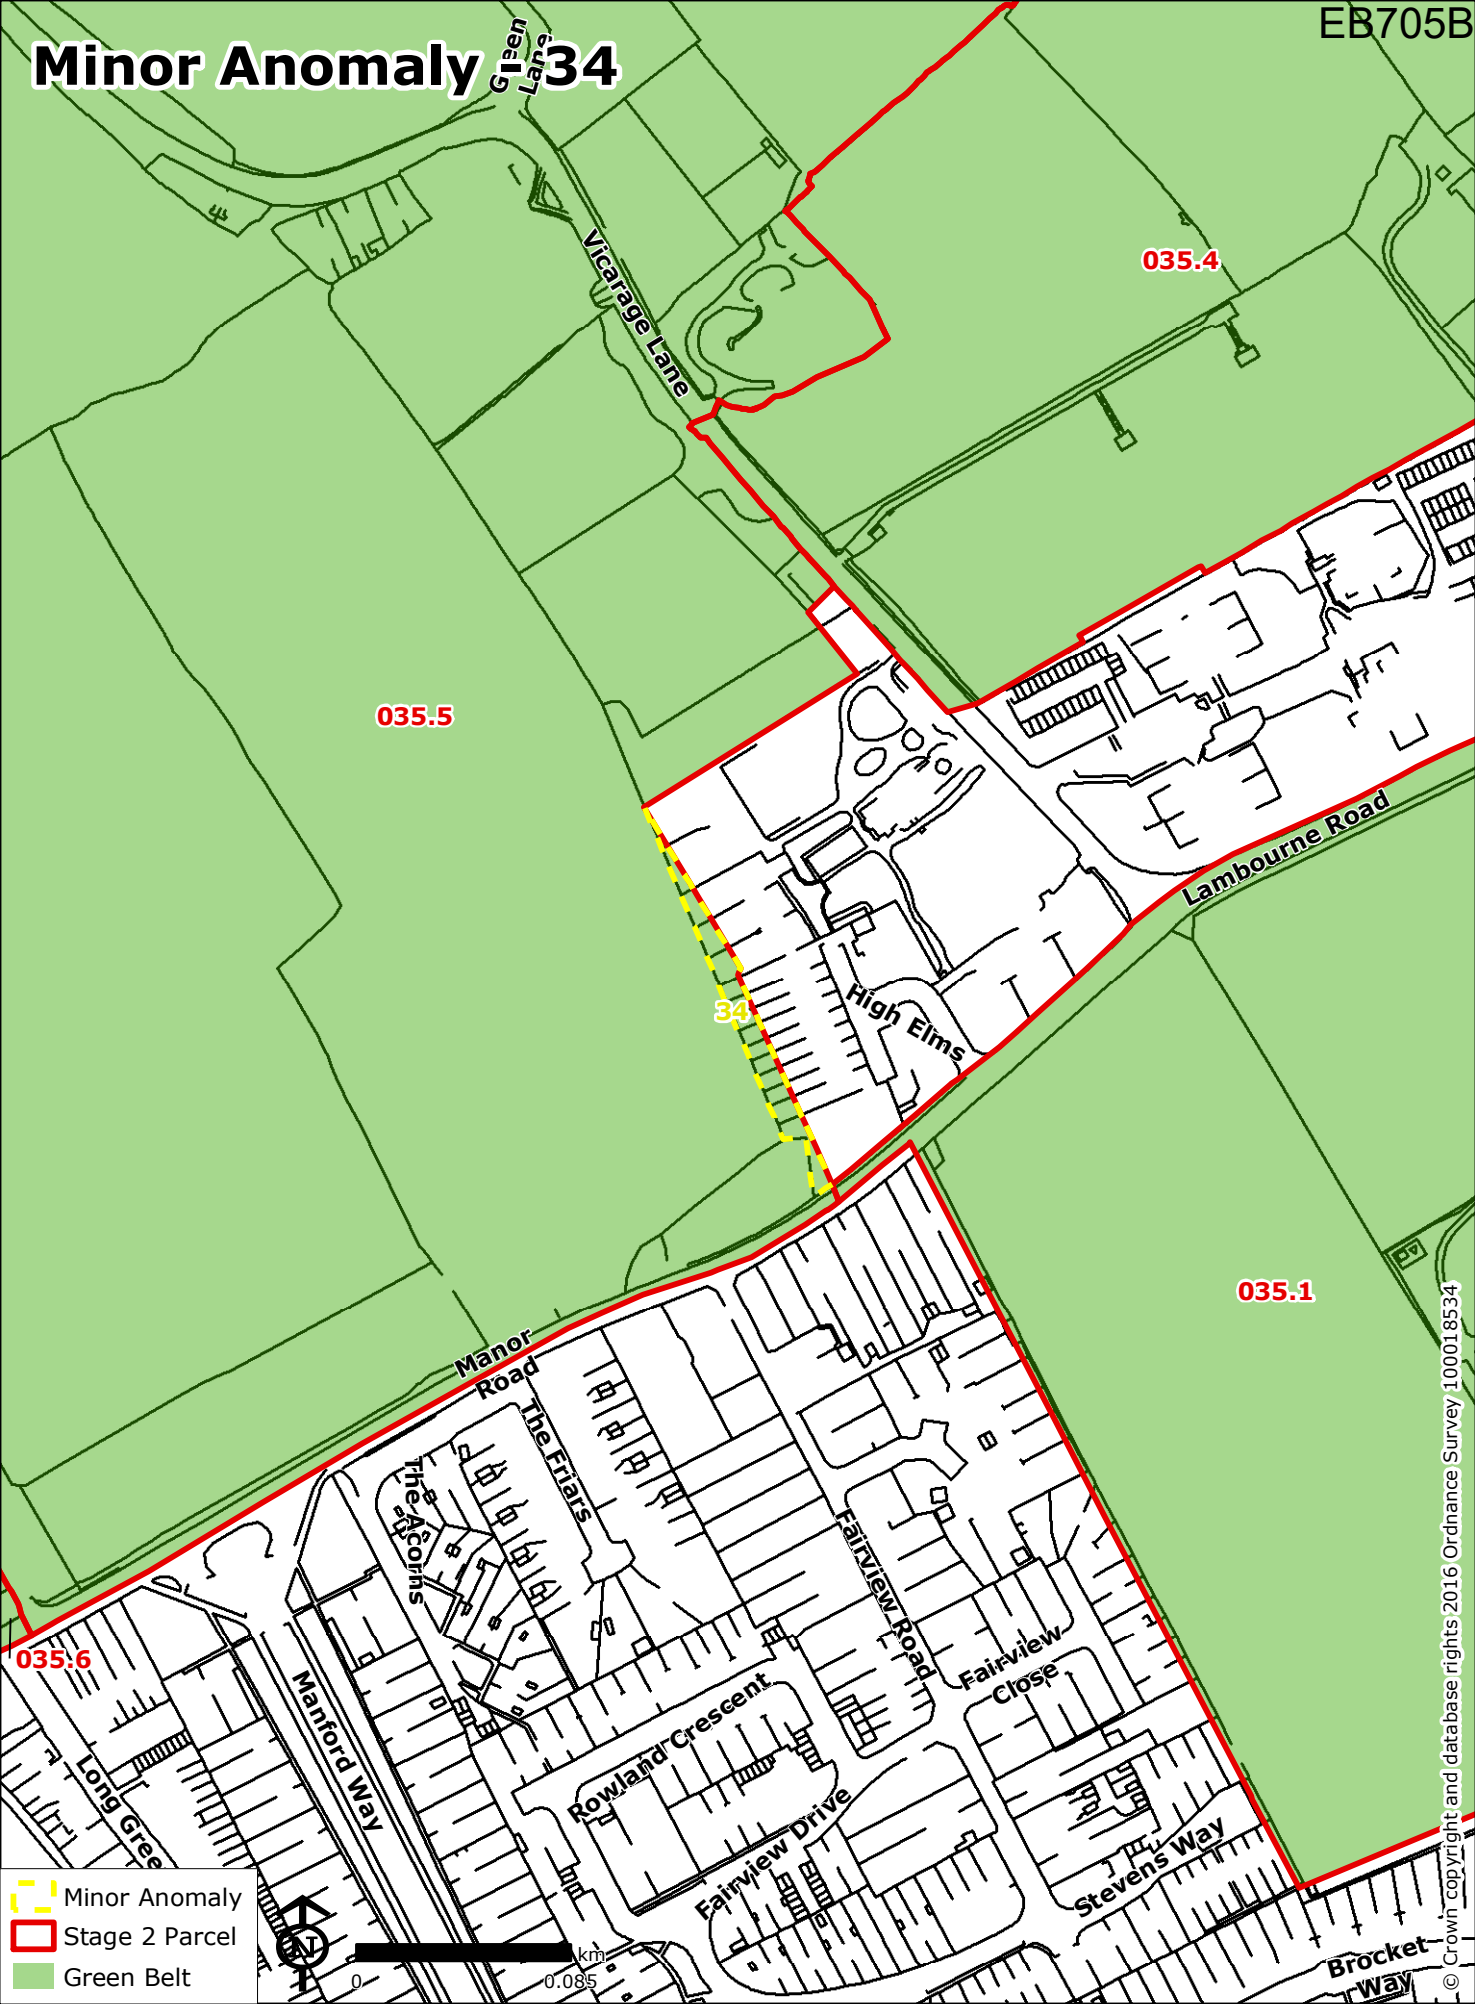 EB705B
Minor Anomaly - 34
Green
Lane
Vicarage Lane
035.4
035.5
Lambourne Road
34
High Elms
035.1
Manor
Road
The Friars
The Acorns
Fairview Road
035.6
Fairview
Close
Manford Way
Rowland Crescent
Long Gree
Fairview Drive
Stevens Way
Brocket
Way
Minor Anomaly
Stage 2 Parcel
Green Belt
N
km
0
0.085
© Crown copyright and database rights 2016 Ordnance Survey 100018534